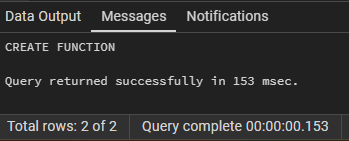 Data Output Messages Notifications
CREATE FUNCTION
Query returned successfully in 153 msec.
Total rows: 2 of 2 Query complete 00:00:00.153